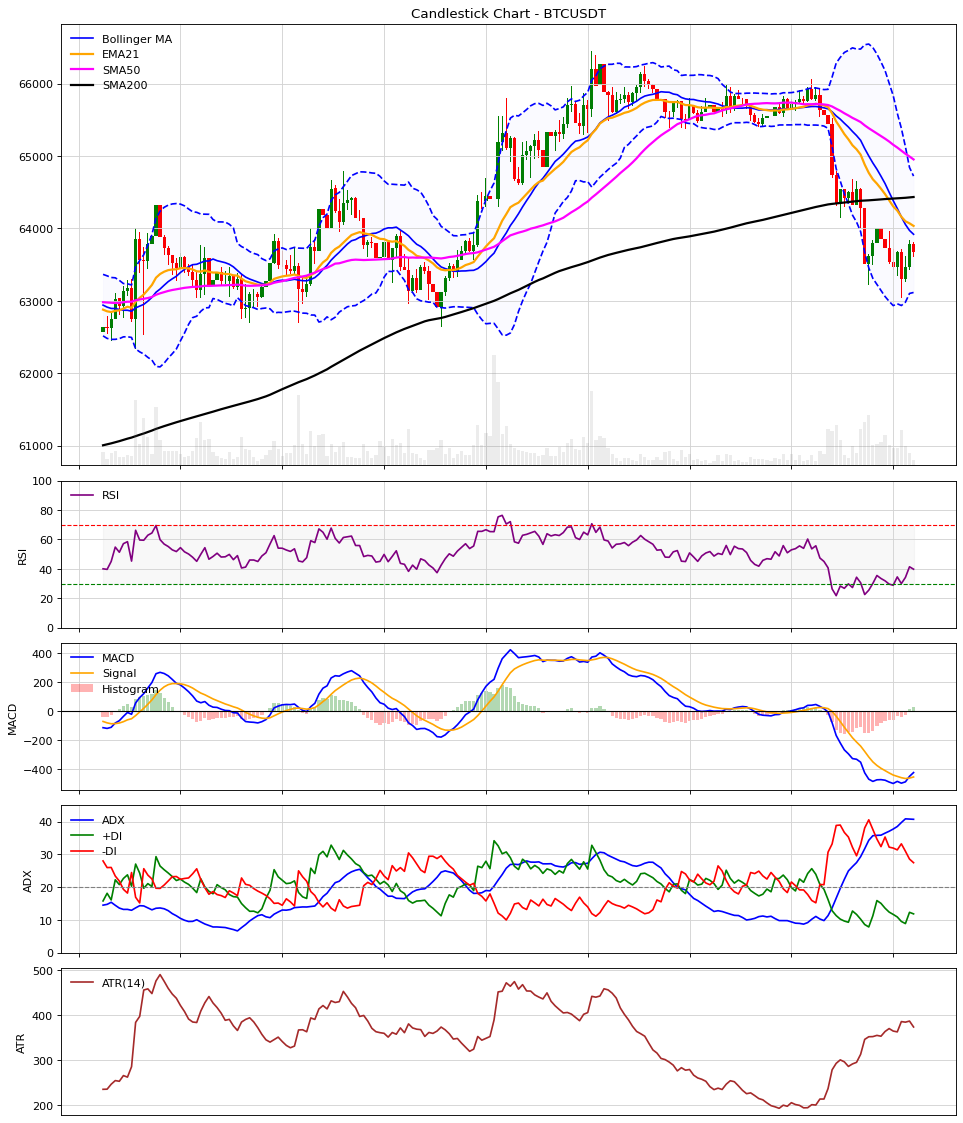 Candlestick Chart - BTCUSDT
Bollinger MA
EMA21
SMA50
SMA200
66000
65000
64000
63000
62000
61000
RSI
100
80
60
40
20
0
RSI
MACD
Signal
Histogram
400
200
0
−200
−400
MACD
ADX
+DI
-DI
40
30
20
10
0
ADX
ATR(14)
500
400
300
200
ATR